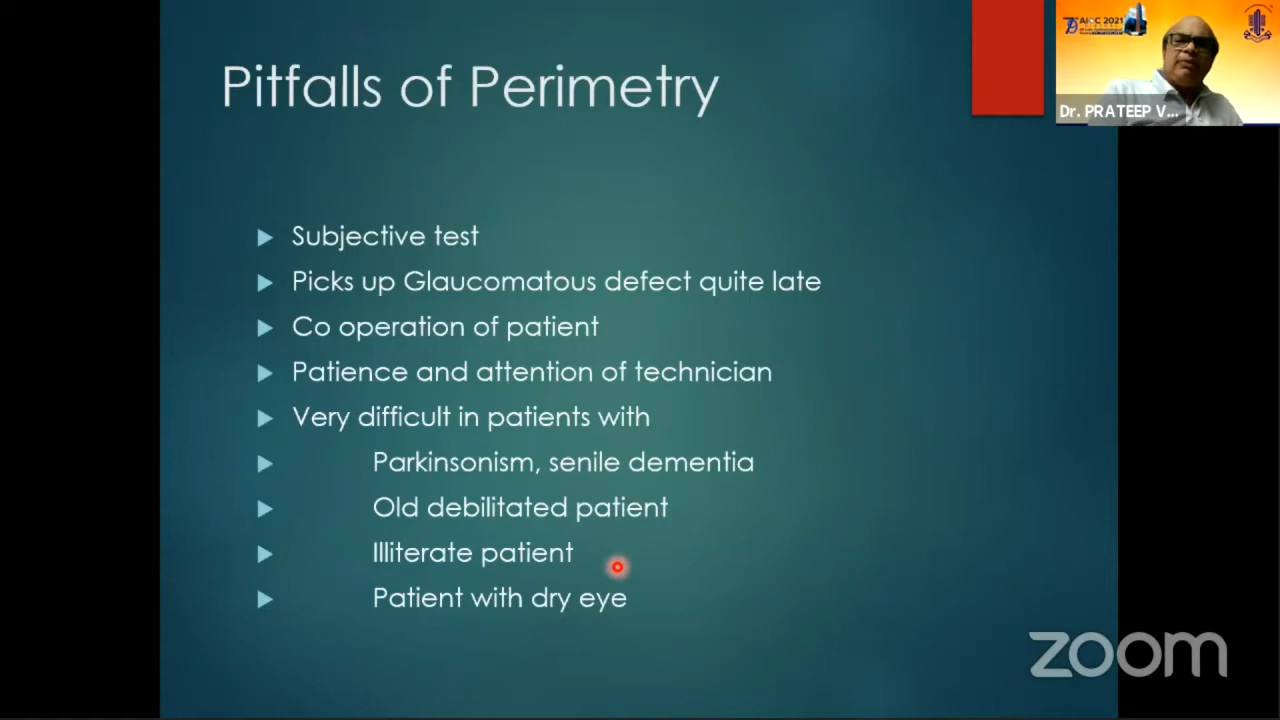 Pitfalls of Perimetry
AIOC 2021
Dr. PRATEEP V...
Subjective test
Picks up Glaucomatous defect quite late
Co operation of patient
Patience and attention of technician
Very difficult in patients with
Parkinsonism, senile dementia
Old debilitated patient
Illiterate patient
Patient with dry eye
zoom